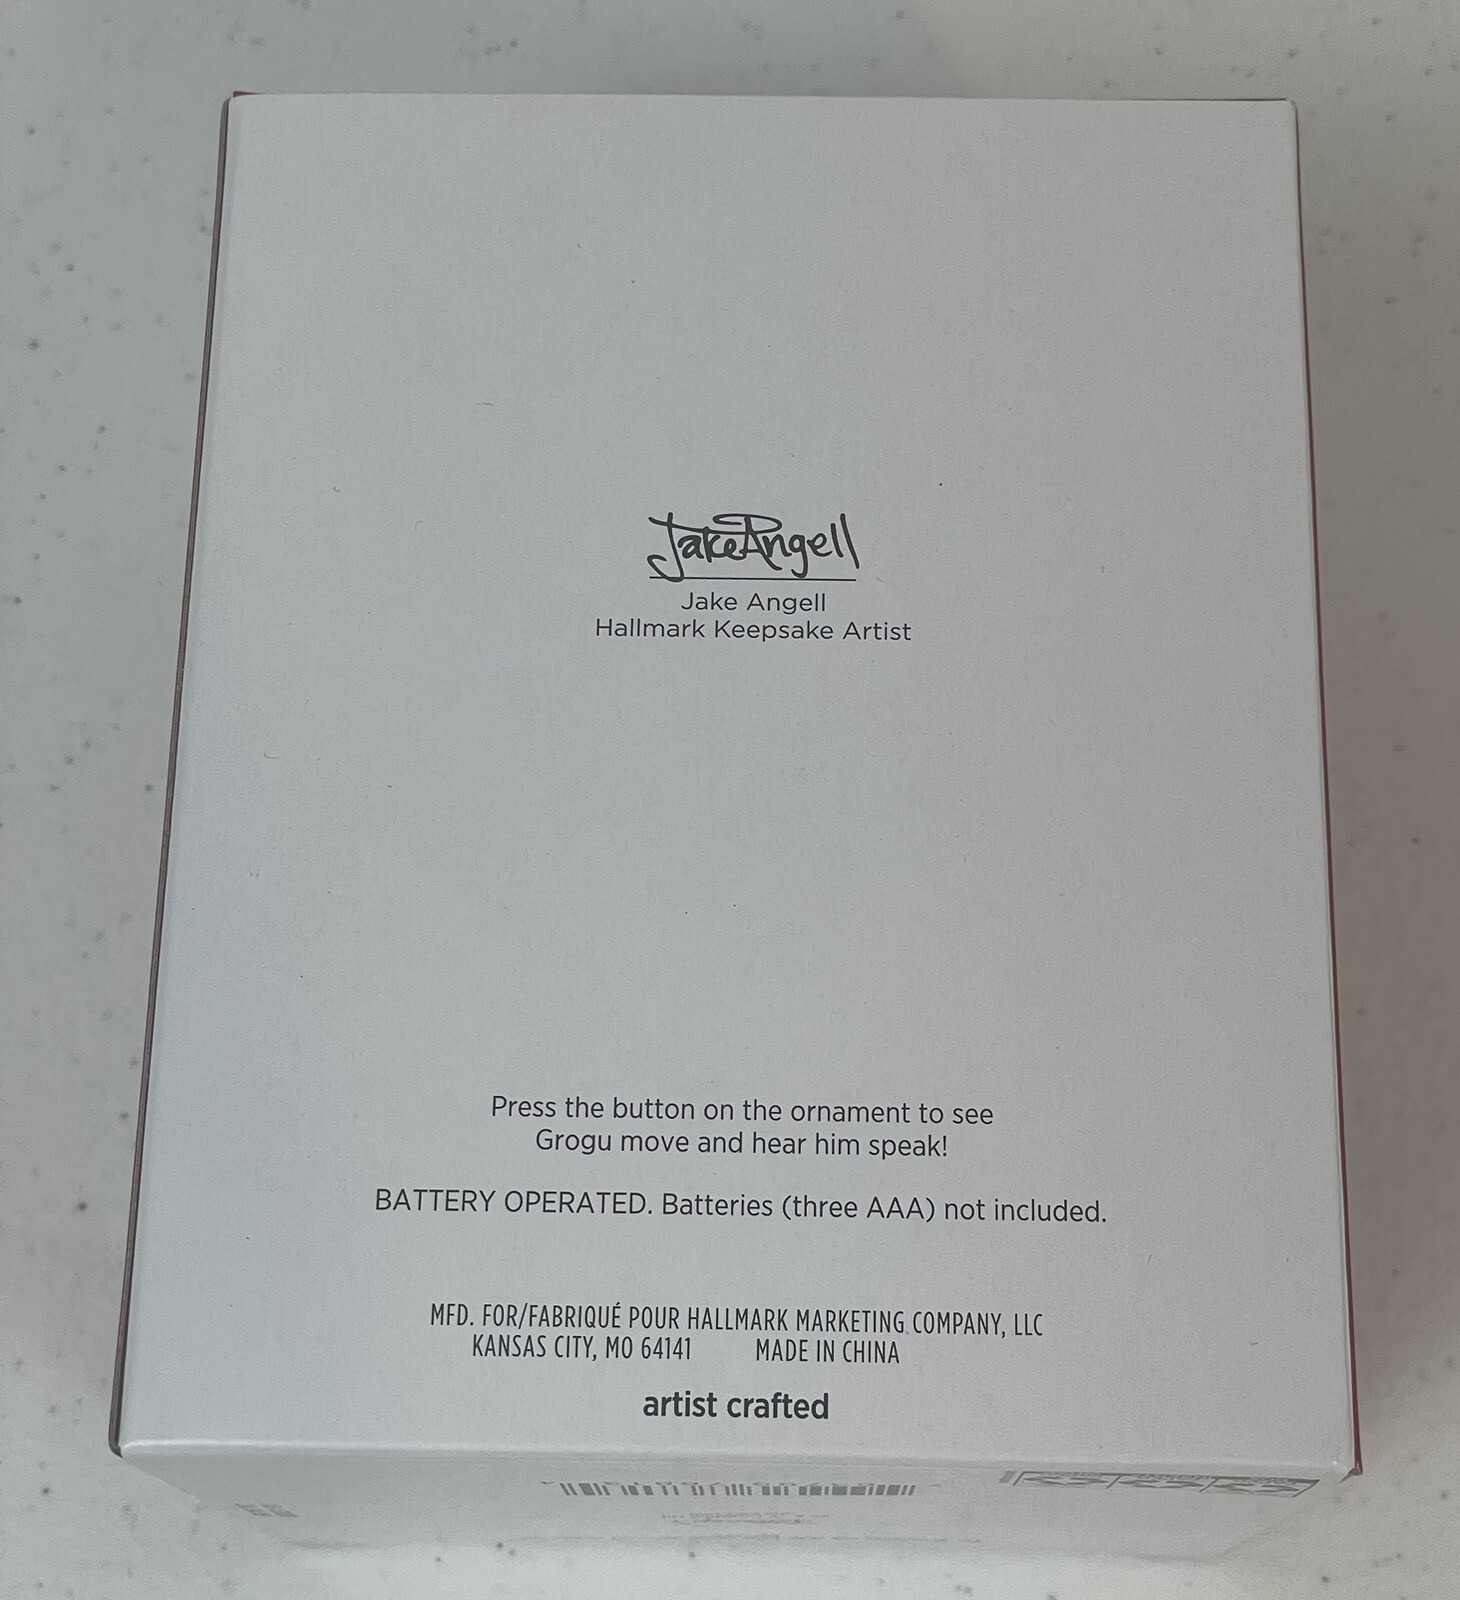 Jake Angell
Jake Angell
Hallmark Keepsake Artist
Press the button on the ornament to see
Grogu move and hear him speak!
BATTERY OPERATED. Batteries (three AAA) not included.
MFD. FOR/FABRIQUÉ POUR HALLMARK MARKETING COMPANY, LLC
KANSAS CITY, MO 64141 MADE IN CHINA
artist crafted